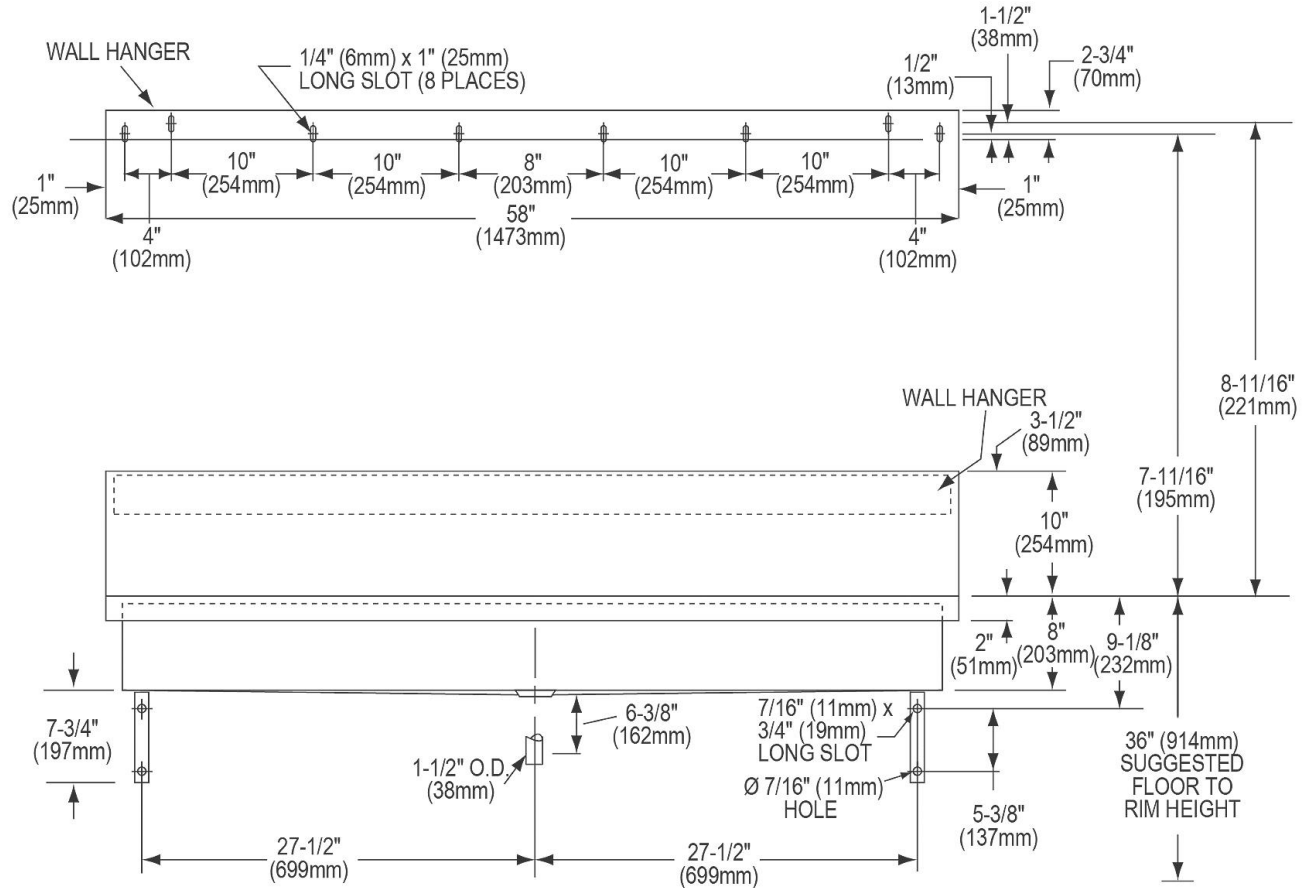 WALL HANGER
1/4" (6mm) x 1" (25mm)
LONG SLOT (8 PLACES)
1-1/2"
(38mm)
1/2"
(13mm)
2-3/4"
(70mm)
1"
(25mm)
10"
(254mm)
10"
(254mm)
8"
(203mm)
10"
(254mm)
10"
(254mm)
1"
(25mm)
58"
(1473mm)
4"
(102mm)
4"
(102mm)
8-11/16"
(221mm)
WALL HANGER
3-1/2"
(89mm)
7-11/16"
(195mm)
10"
(254mm)
2"
(51mm)
8"
(203mm)
9-1/8"
(232mm)
7-3/4"
(197mm)
6-3/8"
(162mm)
7/16" (11mm) x
3/4" (19mm)
LONG SLOT
1-1/2" O.D.
(38mm)
Ø 7/16" (11mm)
HOLE
36" (914mm)
SUGGESTED
FLOOR TO
RIM HEIGHT
5-3/8"
(137mm)
27-1/2"
(699mm)
27-1/2"
(699mm)